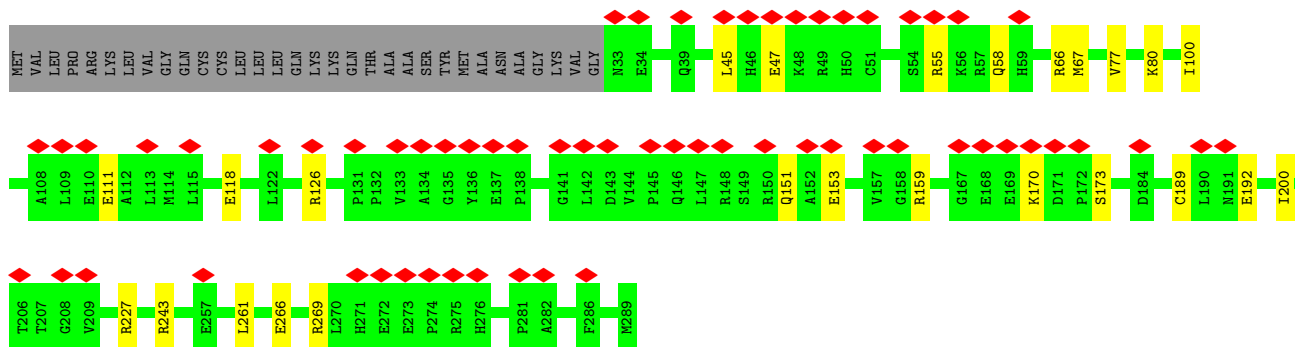 MET VAL LEU PRO ARG LYS LEU VAL GLY GLN CYS CYS LEU LEU LEU GLN LYS LYS GLN THR ALA ALA SER TYR MET ALA ASN ALA GLY LYS VAL GLY N33 E34 Q39 L45 H46 E47 K48 R49 H50 C51 S54 R55 K56 R57 Q58 H59 R66 M67 V77 K80 I100
A108 L109 E110 E111 A112 L113 M114 L115 E118 L122 R126 P131 P132 V133 A134 G135 Y136 E137 P138 G141 L142 D143 V144 P145 Q146 L147 R148 S149 R150 Q151 A152 E153 V157 G158 R159 G167 E168 E169 K170 D171 P172 S173 D184 C189 L190 N191 E192 I200
T206 T207 G208 V209 R227 R243 E257 L261 E266 R269 L270 H271 E272 E273 P274 R275 H276 P281 A282 F286 M289